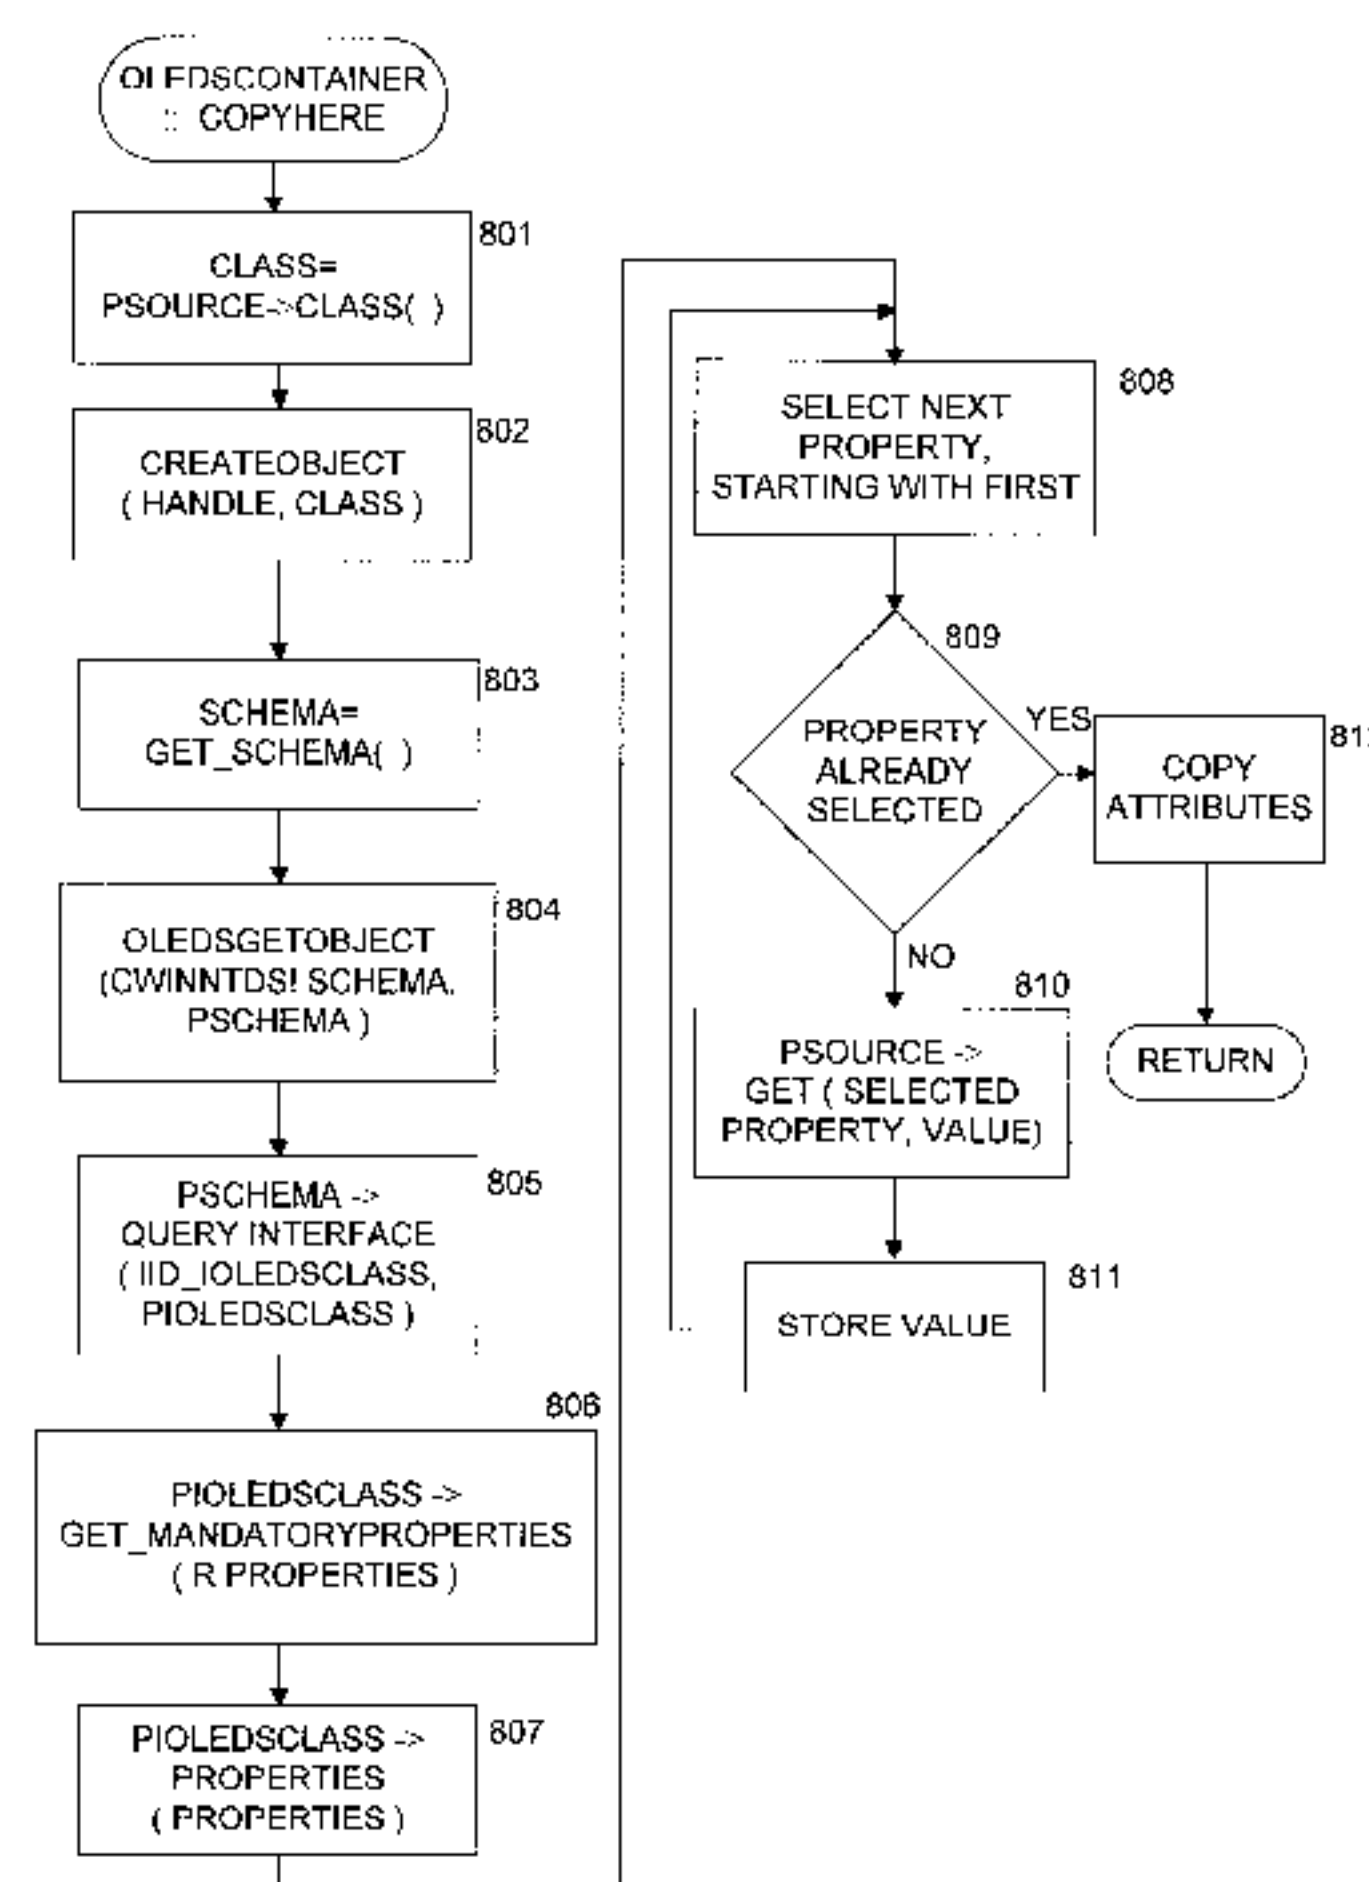 OLEDSCONTAINER
:: COPYHERE
801
CLASS=
PSOURCE->CLASS( )
802
CREATEOBJECT
( HANDLE, CLASS )
803
SCHEMA=
GET_SCHEMA( )
804
OLEDSGETOBJECT
(CWINNTDS! SCHEMA,
PSCHEMA )
805
PSCHEMA ->
QUERY INTERFACE
( IID_IOLEDSCLASS,
PIOLEDSCLASS )
806
PIOLEDSCLASS ->
GET_MANDATORYPROPERTIES
( R PROPERTIES )
807
PIOLEDSCLASS ->
PROPERTIES
( PROPERTIES )
808
SELECT NEXT
PROPERTY,
STARTING WITH FIRST
809
PROPERTY
ALREADY
SELECTED
YES
COPY
ATTRIBUTES
RETURN
NO
810
PSOURCE ->
GET ( SELECTED
PROPERTY, VALUE)
811
STORE VALUE